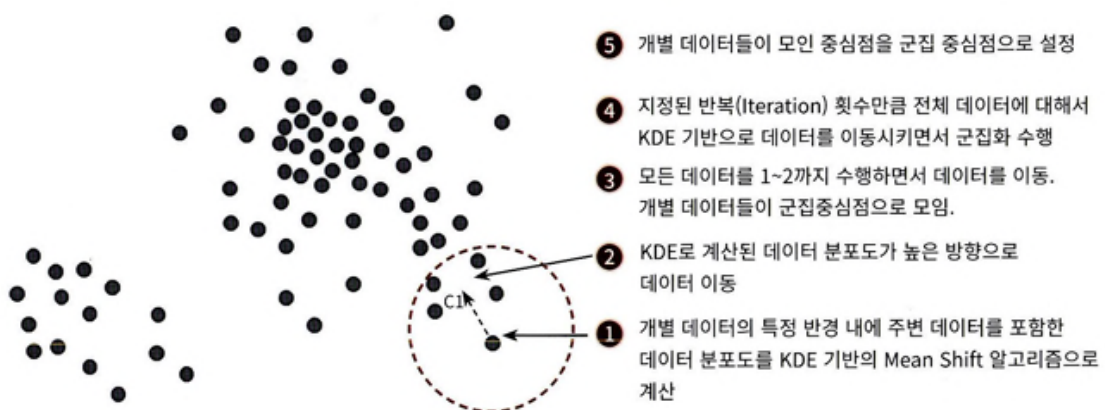 ❺ 개별 데이터들이 모인 중심점을 군집 중심점으로 설정
❹ 지정된 반복(Iteration) 횟수만큼 전체 데이터에 대해서
KDE 기반으로 데이터를 이동시키면서 군집화 수행
❸ 모든 데이터를 1~2까지 수행하면서 데이터를 이동.
개별 데이터들이 군집중심점으로 모임.
❷ KDE로 계산된 데이터 분포도가 높은 방향으로
데이터 이동
C1
❶ 개별 데이터의 특정 반경 내에 주변 데이터를 포함한
데이터 분포도를 KDE 기반의 Mean Shift 알고리즘으로
계산